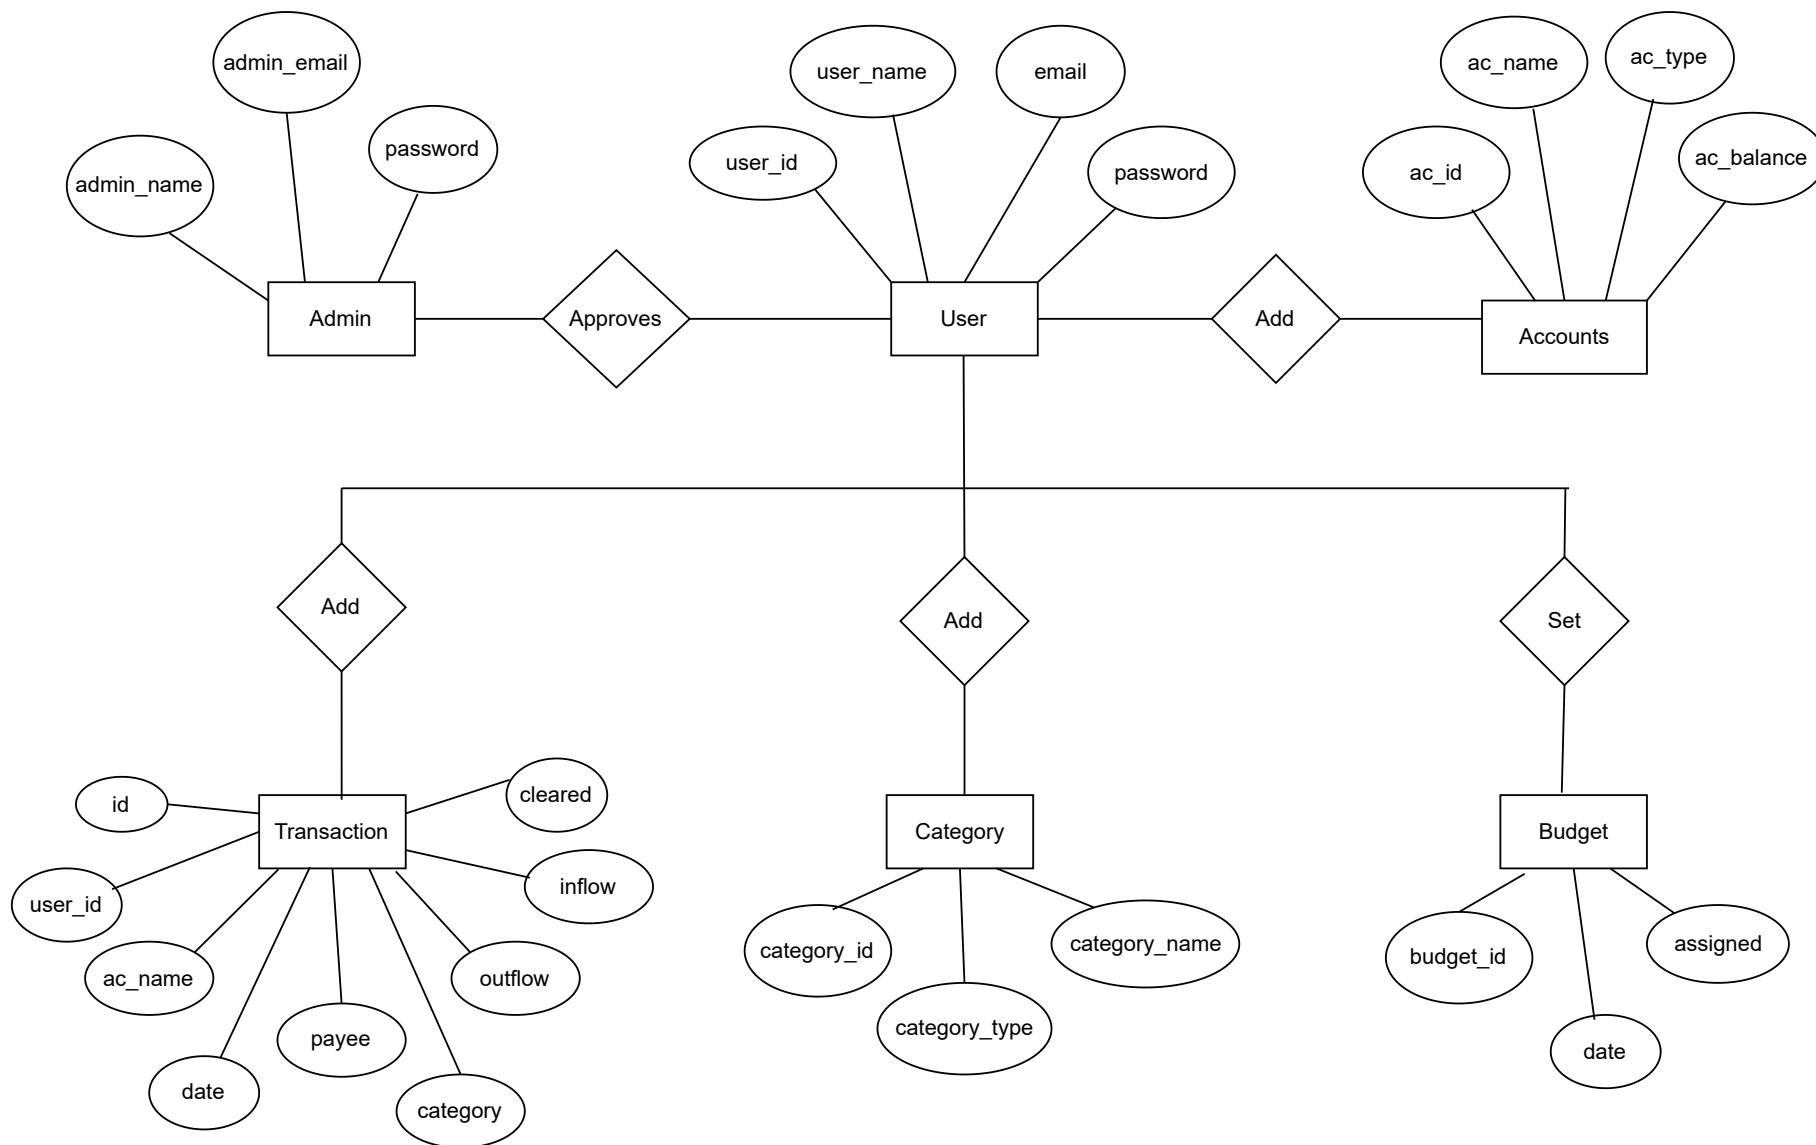 admin_email
admin_name
password
user_name
email
user_id
password
ac_name
ac_type
ac_id
ac_balance
Admin
Approves
User
Add
Accounts
Add
Add
Set
id
cleared
Transaction
user_id
inflow
ac_name
outflow
payee
date
category
Category
category_id
category_name
category_type
Budget
budget_id
assigned
date